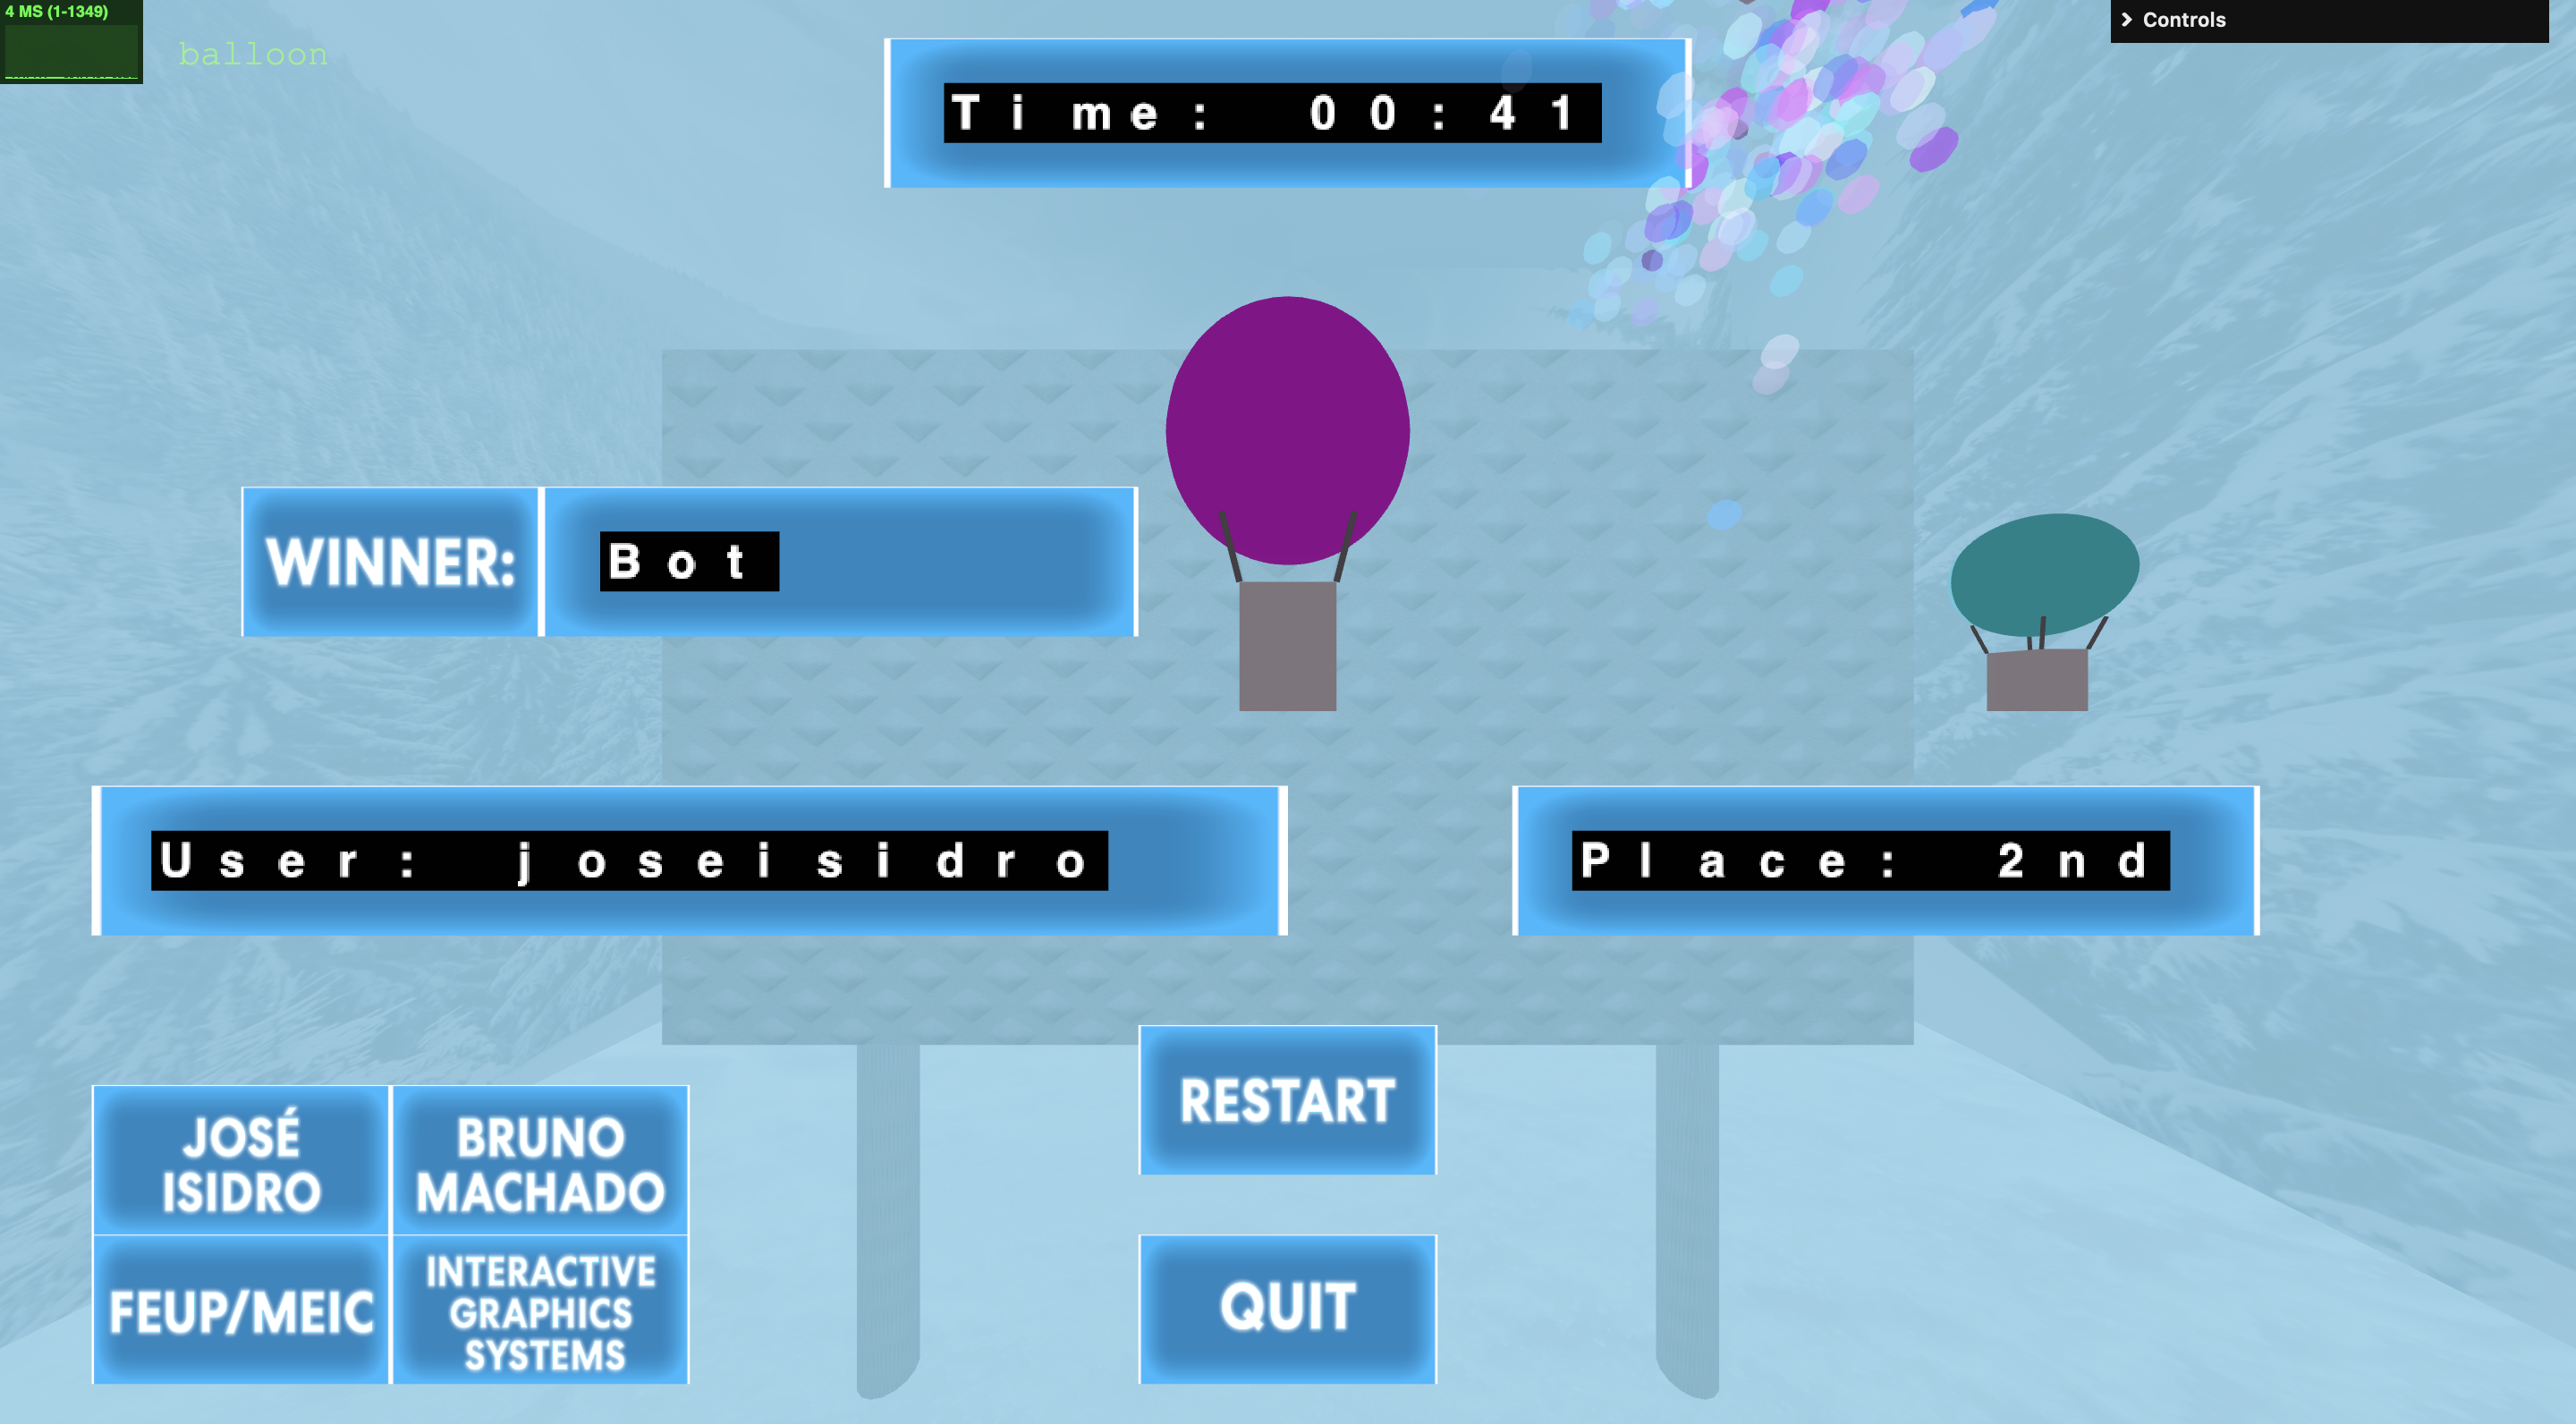 4 MS (1-1349)
balloon
Controls
Time: 00:41
WINNER:
Bot
User: joseisidro
Place: 2nd
RESTART
JOSÉ
ISIDRO
BRUNO
MACHADO
FEUP/MEIC
INTERACTIVE
GRAPHICS
SYSTEMS
QUIT